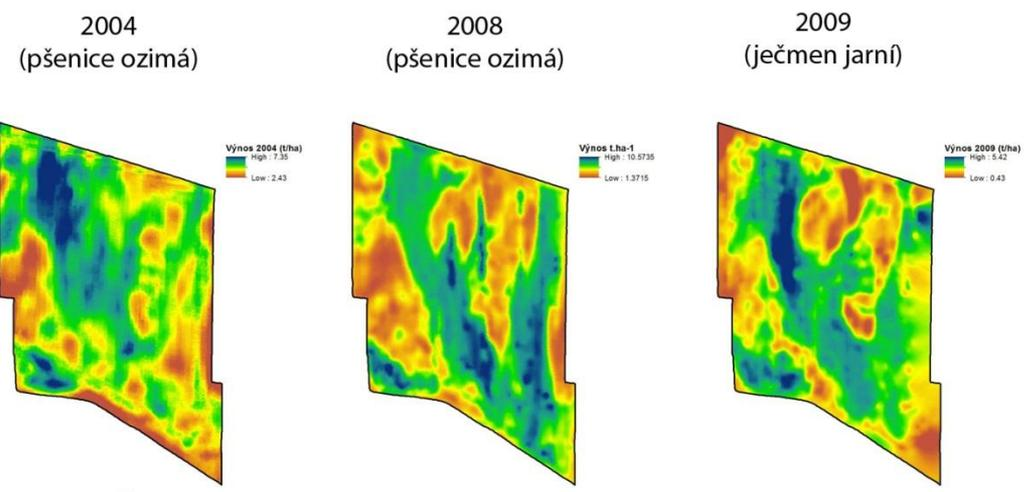 2004
(pšenice ozimá)
2008
(pšenice ozimá)
2009
(ječmen jarní)
Výnos 2004 (t/ha)
High : 7.35
Low : 2.43
Výnos t.ha-1
High : 10.5735
Low : 1.3715
Výnos 2009 (t/ha)
High : 5.42
Low : 0.43